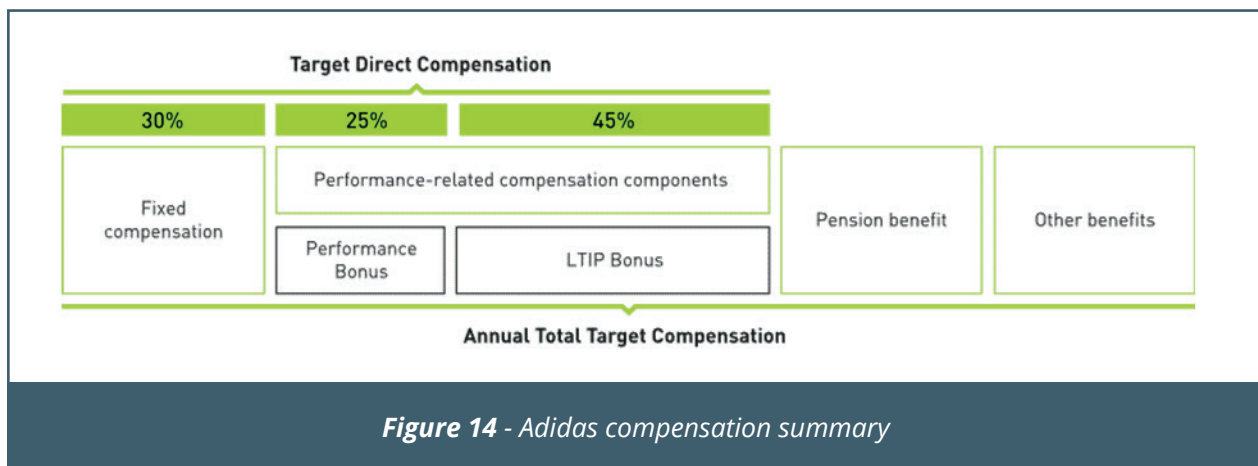 Target Direct Compensation
30%
25%
45%
Fixed
compensation
Performance-related compensation components
Performance
Bonus
LTIP Bonus
Pension benefit
Other benefits
Annual Total Target Compensation
Figure 14 - Adidas compensation summary